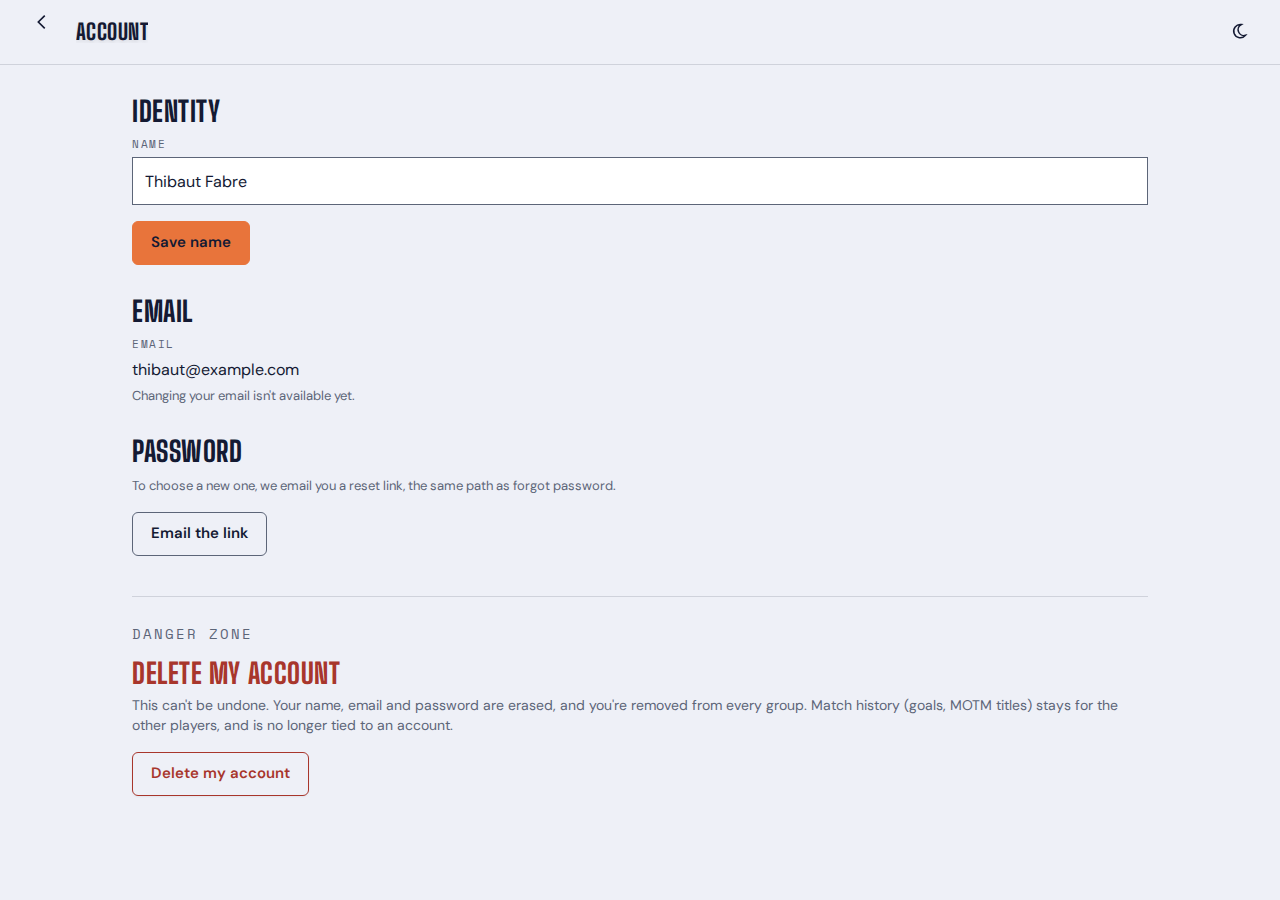 ACCOUNT
IDENTITY
NAME
Thibaut Fabre
Save name
EMAIL
EMAIL
thibaut@example.com
Changing your email isn't available yet.
PASSWORD
To choose a new one, we email you a reset link, the same path as forgot password.
Email the link
DANGER ZONE
DELETE MY ACCOUNT
This can't be undone. Your name, email and password are erased, and you're removed from every group. Match history (goals, MOTM titles) stays for the
other players, and is no longer tied to an account.
Delete my account